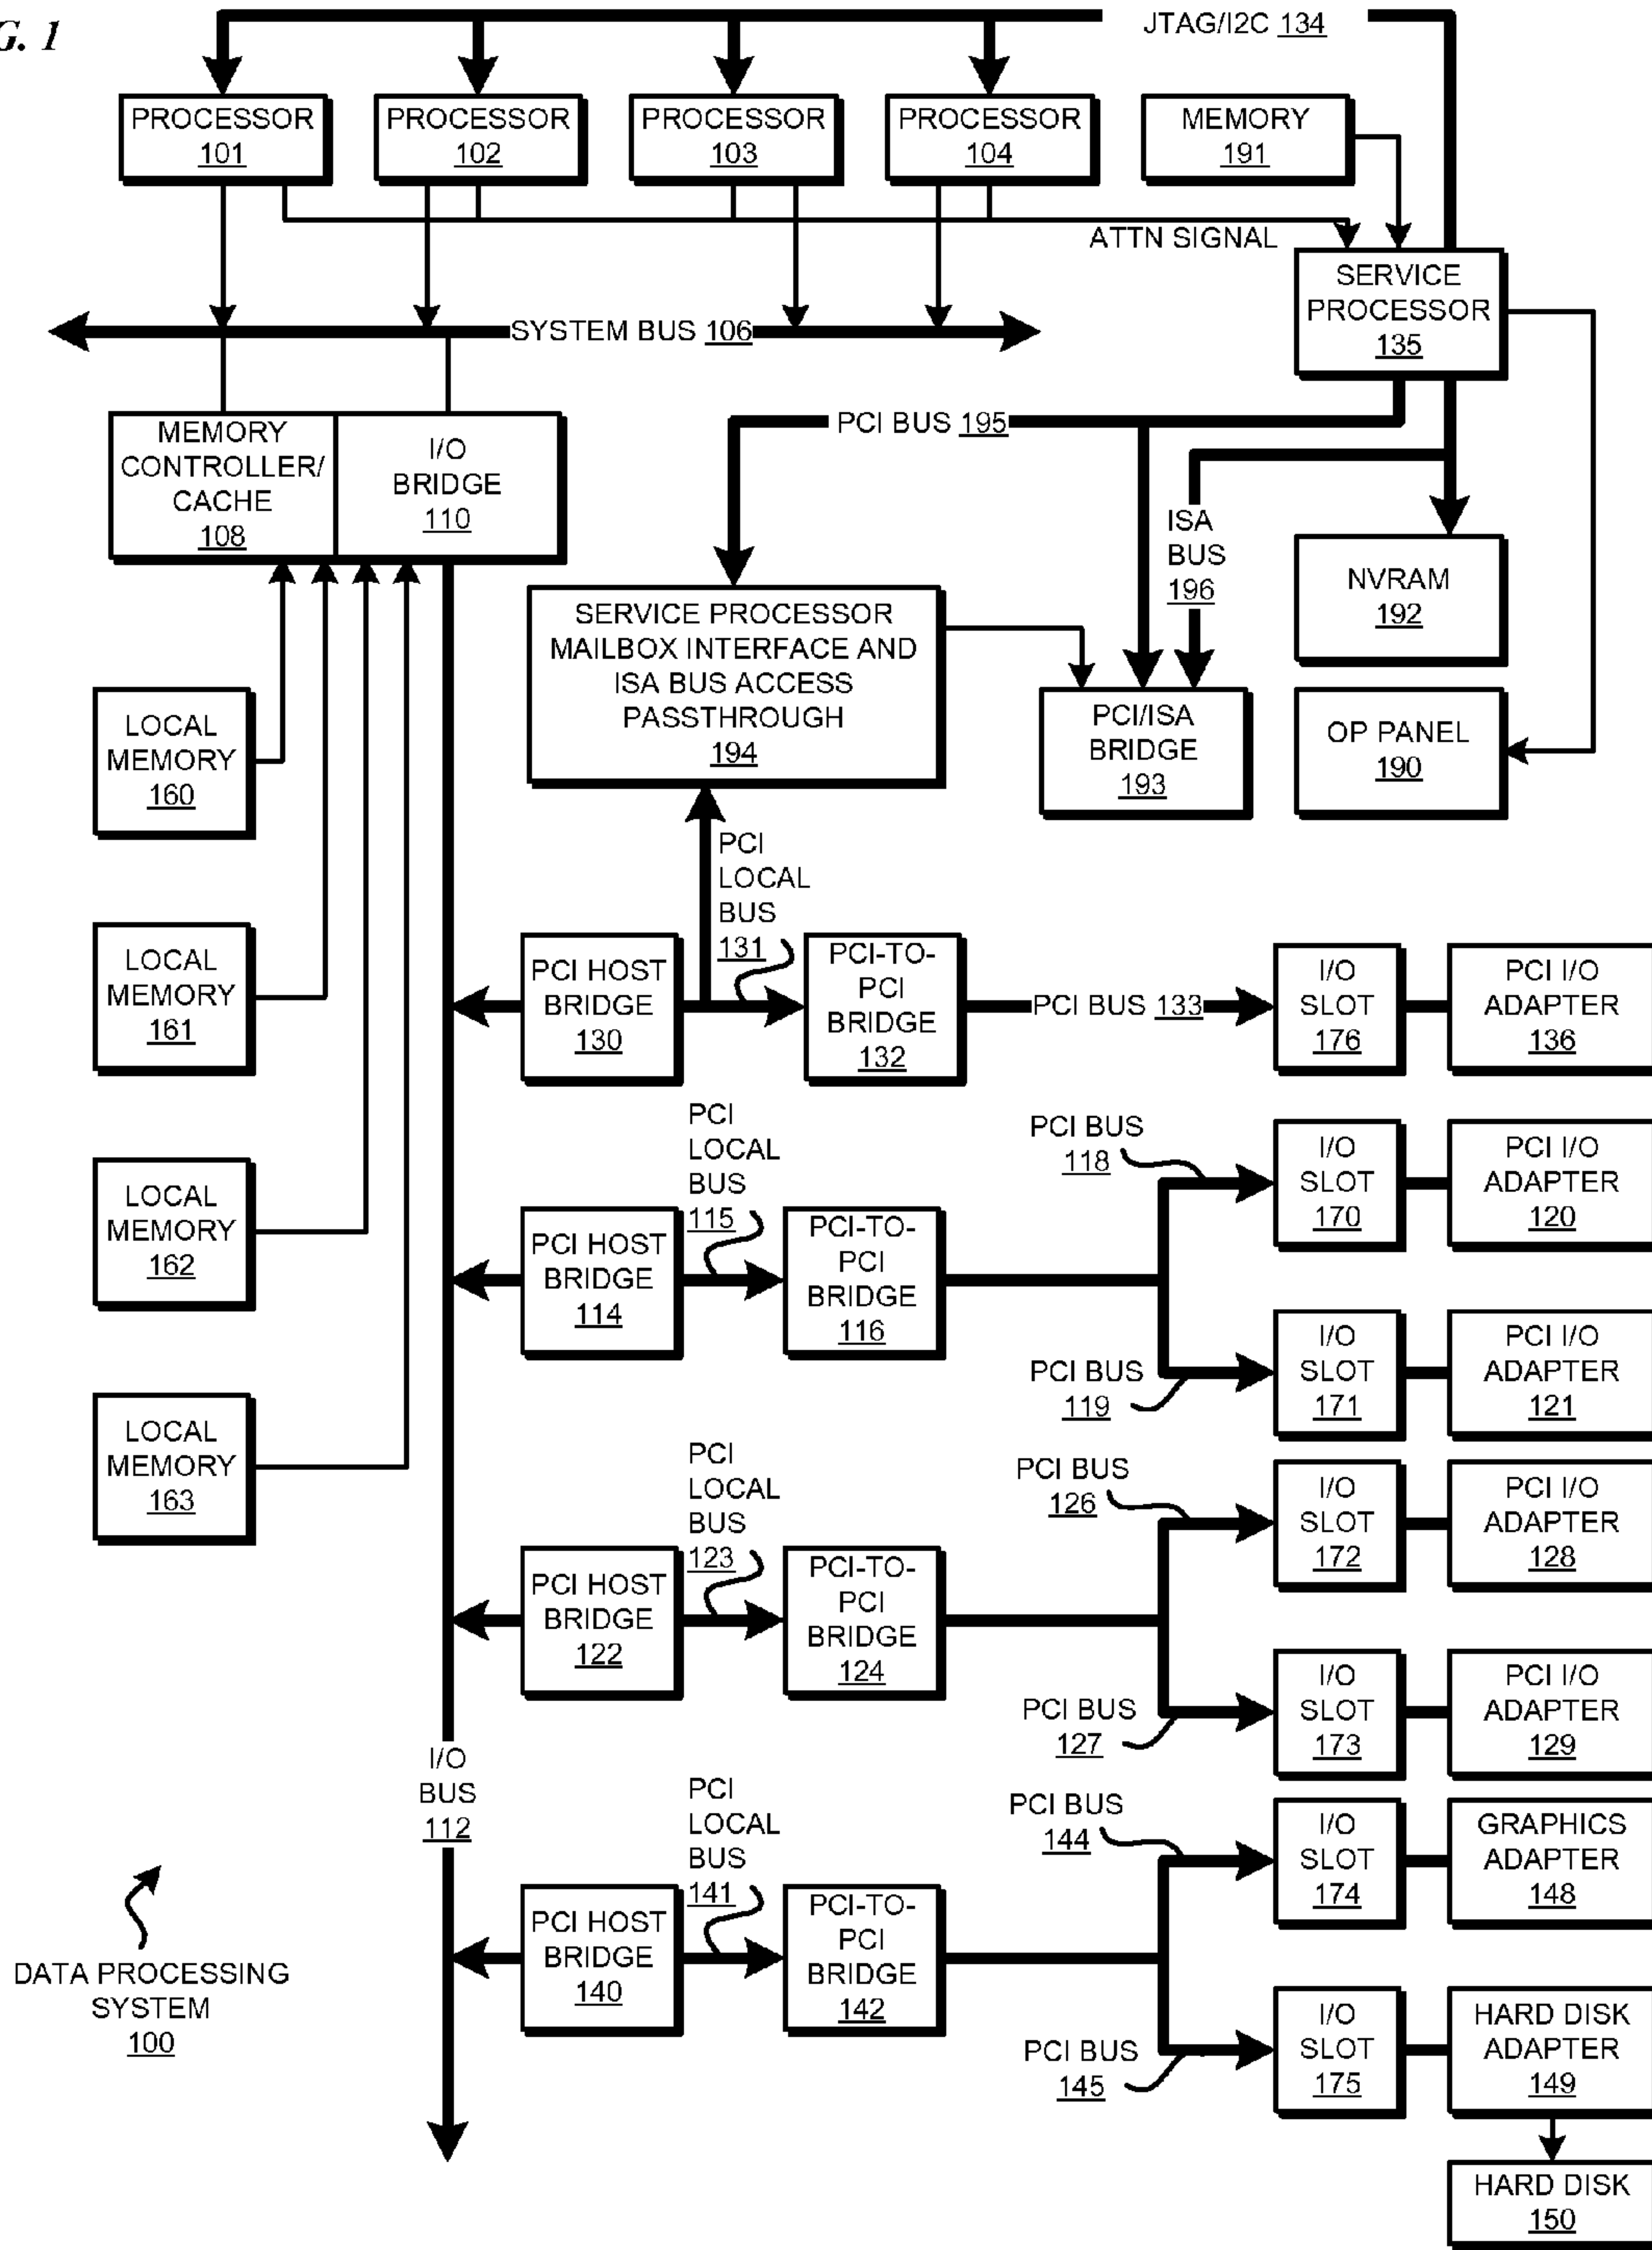 G. 1
JTAG/I2C 134
PROCESSOR
101
PROCESSOR
102
PROCESSOR
103
PROCESSOR
104
MEMORY
191
ATTN SIGNAL
SERVICE
PROCESSOR
135
SYSTEM BUS 106
MEMORY
CONTROLLER/
CACHE
108
I/O
BRIDGE
110
PCI BUS 195
ISA
BUS
196
NVRAM
192
SERVICE PROCESSOR
MAILBOX INTERFACE AND
ISA BUS ACCESS
PASSTHROUGH
194
PCI/ISA
BRIDGE
193
OP PANEL
190
LOCAL
MEMORY
160
LOCAL
MEMORY
161
LOCAL
MEMORY
162
LOCAL
MEMORY
163
PCI
LOCAL
BUS
131
PCI HOST
BRIDGE
130
PCI-TO-
PCI
BRIDGE
132
PCI BUS 133
I/O
SLOT
176
PCI I/O
ADAPTER
136
PCI
LOCAL
BUS
115
PCI HOST
BRIDGE
114
PCI-TO-
PCI
BRIDGE
116
PCI BUS
118
I/O
SLOT
170
PCI I/O
ADAPTER
120
PCI BUS
119
I/O
SLOT
171
PCI I/O
ADAPTER
121
PCI
LOCAL
BUS
123
PCI HOST
BRIDGE
122
PCI-TO-
PCI
BRIDGE
124
PCI BUS
126
I/O
SLOT
172
PCI I/O
ADAPTER
128
PCI BUS
127
I/O
SLOT
173
PCI I/O
ADAPTER
129
I/O
BUS
112
PCI
LOCAL
BUS
141
PCI HOST
BRIDGE
140
PCI-TO-
PCI
BRIDGE
142
PCI BUS
144
I/O
SLOT
174
GRAPHICS
ADAPTER
148
PCI BUS
145
I/O
SLOT
175
HARD DISK
ADAPTER
149
HARD DISK
150
DATA PROCESSING
SYSTEM
100